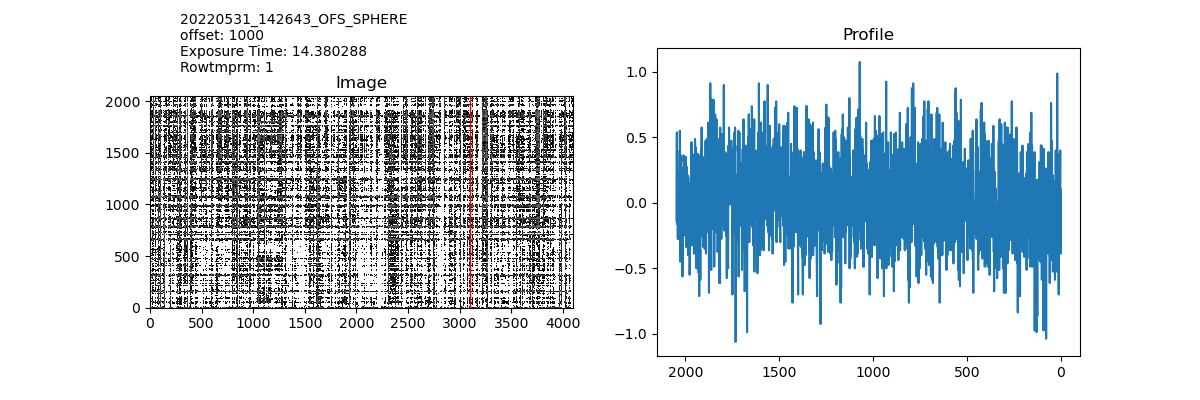 20220531_142643_OFS_SPHERE
offset: 1000
Exposure Time: 14.380288
Rowtmprm: 1
Image
2000
1500
1000
500
0
0 500 1000 1500 2000 2500 3000 3500 4000
Profile
1.0
0.5
0.0
−0.5
−1.0
2000 1500 1000 500 0